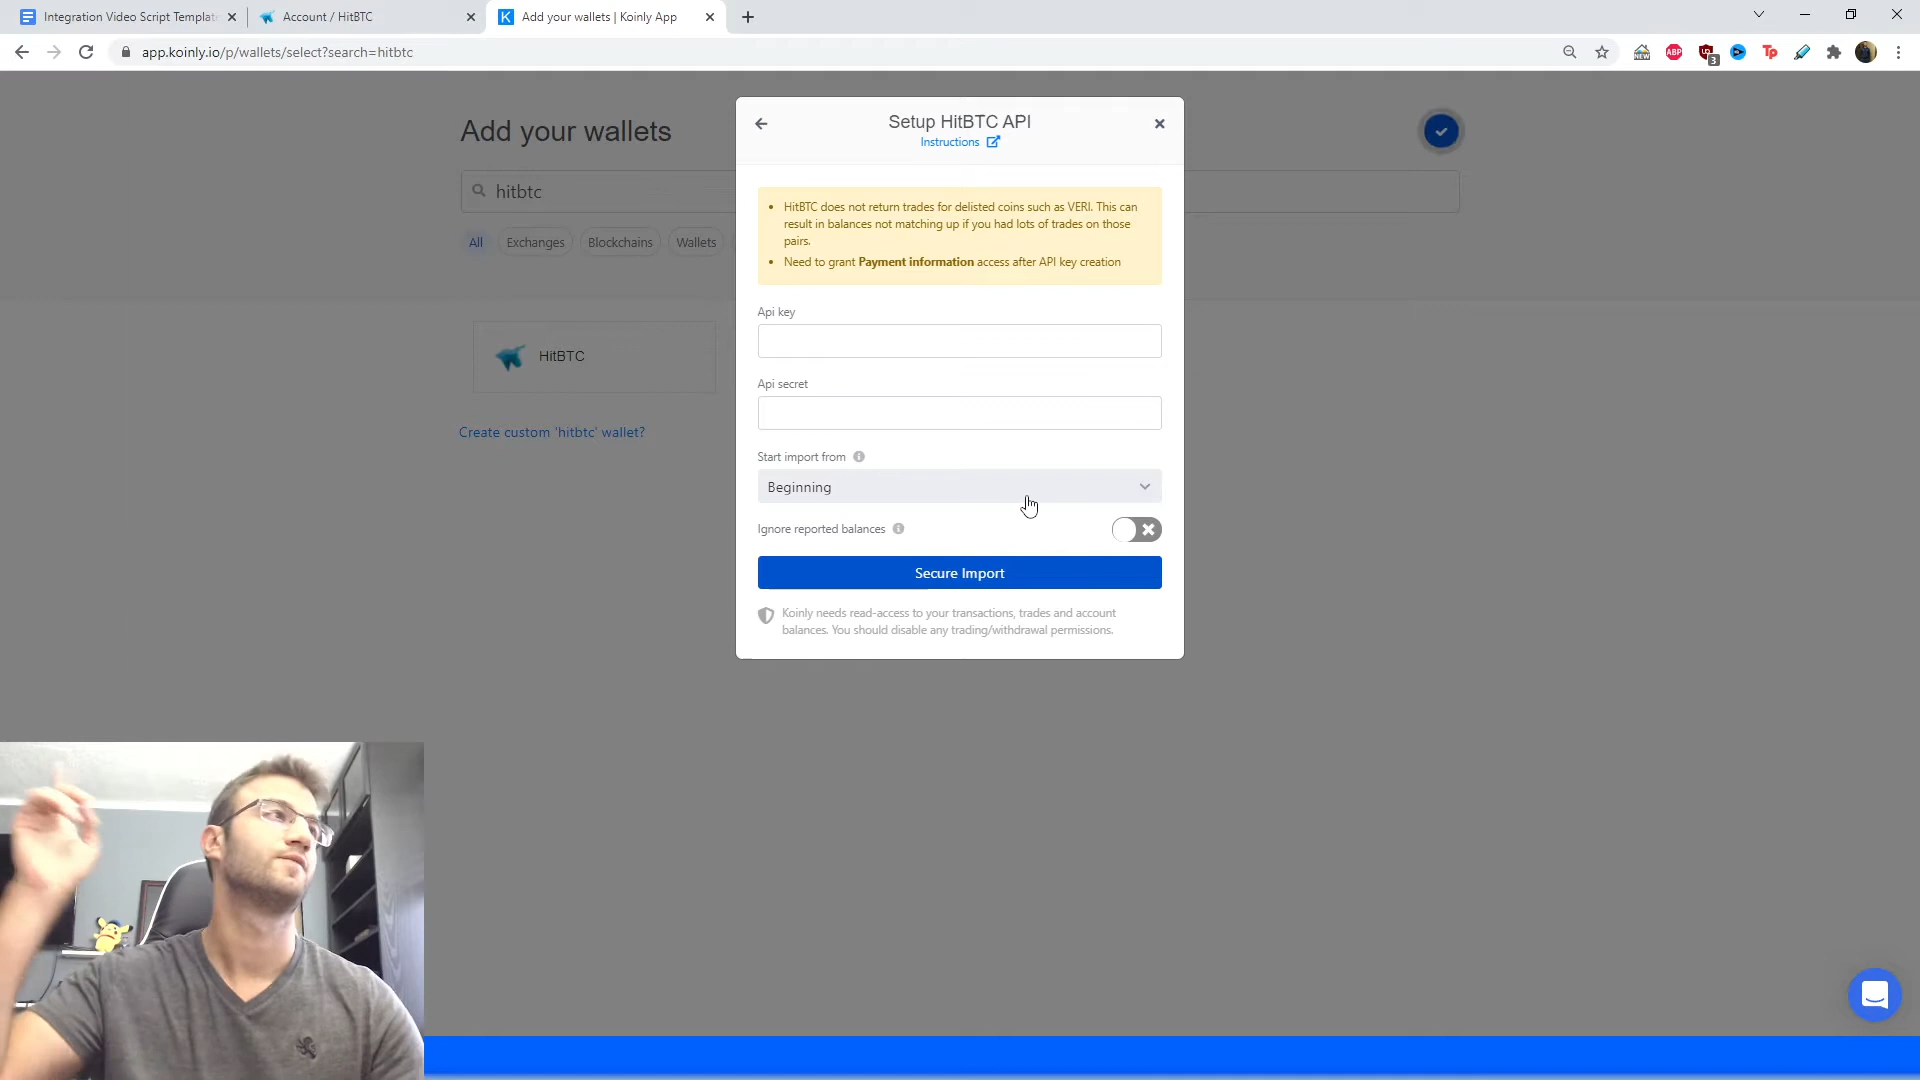 Integration Video Script Templat
Account / HitBTC
Add your wallets | Koinly App
app.koinly.io/p/wallets/select?search=hitbtc
NEW
ABP
3
Tp
Add your wallets
hitbtc
All
Exchanges
Blockchains
Wallets
HitBTC
Create custom 'hitbtc' wallet?
Setup HitBTC API
Instructions
HitBTC does not return trades for delisted coins such as VERI. This can
result in balances not matching up if you had lots of trades on those
pairs.
Need to grant Payment information access after API key creation
Api key
Api secret
Start import from
Beginning
Ignore reported balances
Secure Import
Koinly needs read-access to your transactions, trades and account
balances. You should disable any trading/withdrawal permissions.